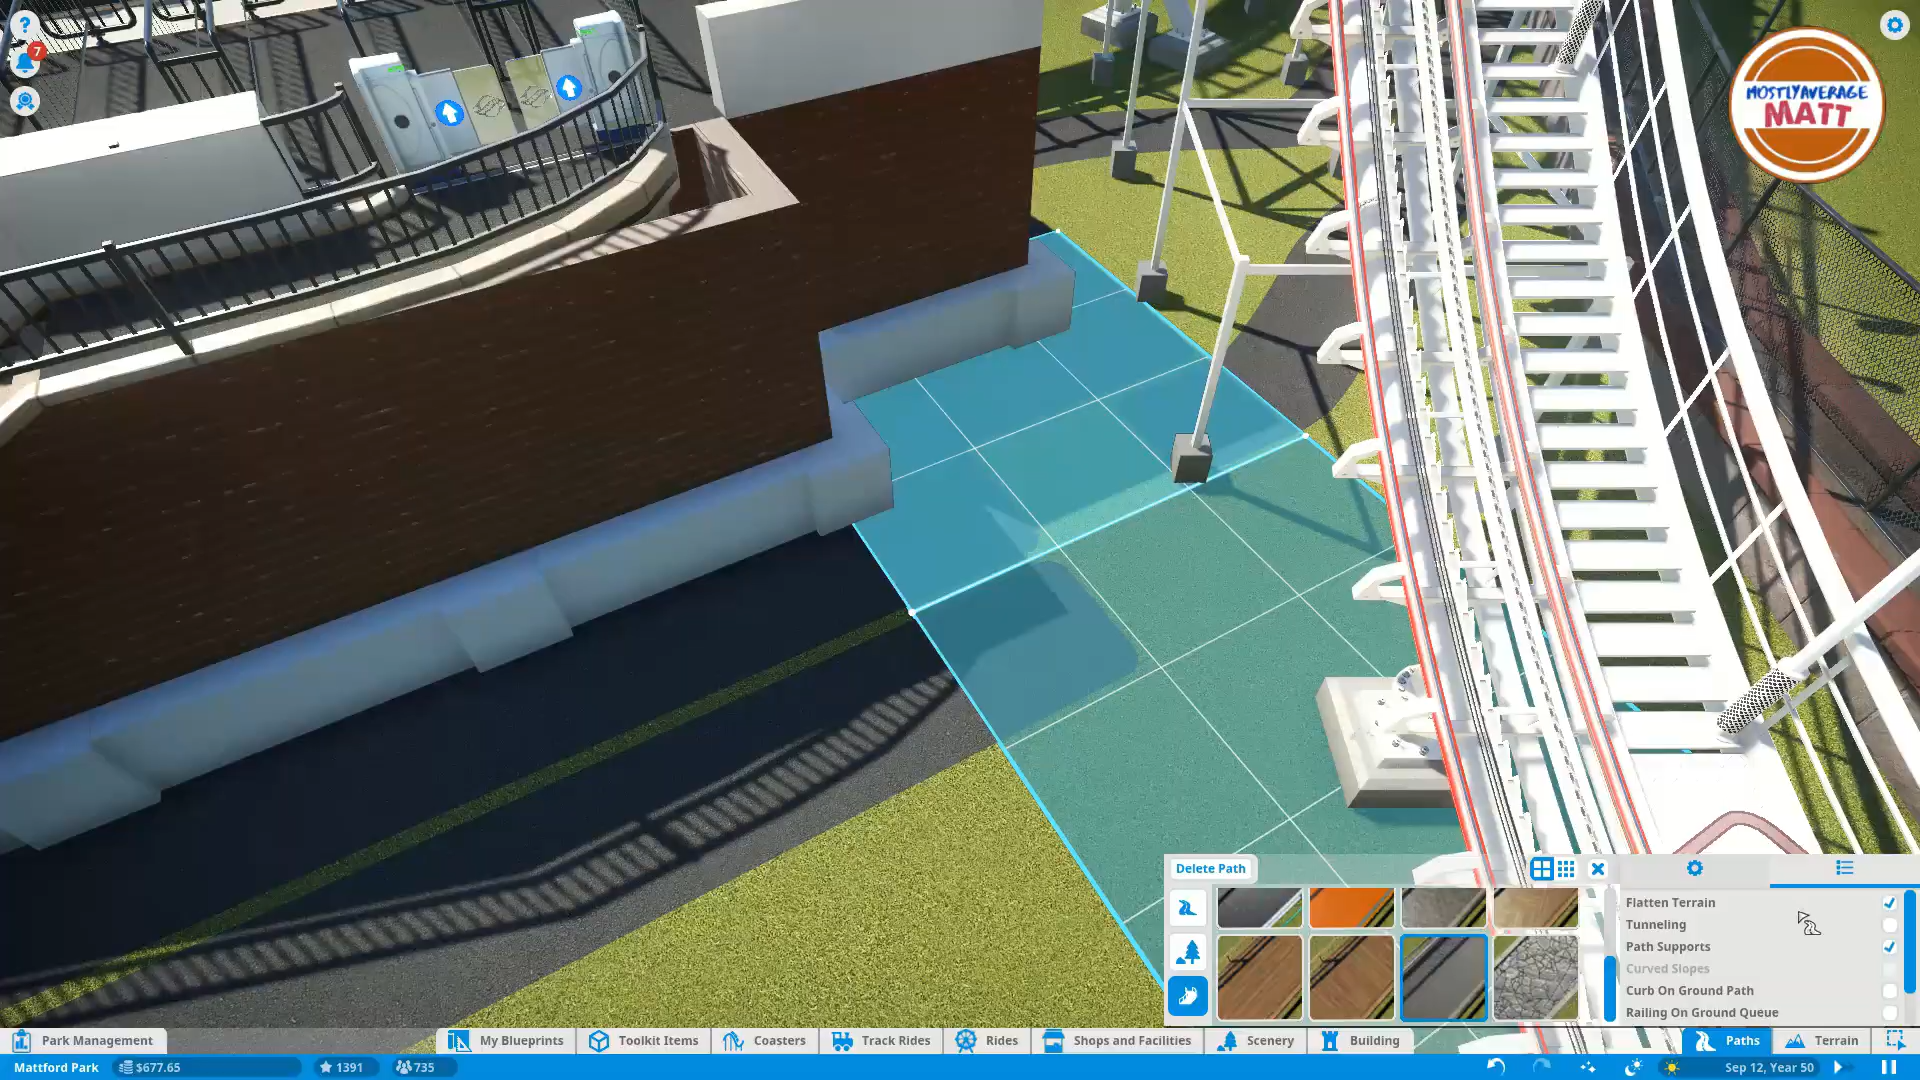 7
MOSTLYAVERAGE
MATT
Delete Path
Flatten Terrain
Tunneling
Path Supports
Curved Slopes
Curb On Ground Path
Railing On Ground Queue
Park Management
My Blueprints
Toolkit Items
Coasters
Track Rides
Rides
Shops and Facilities
Scenery
Building
Paths
Terrain
Mattford Park
$677.65
1391
735
Sep 12, Year 50